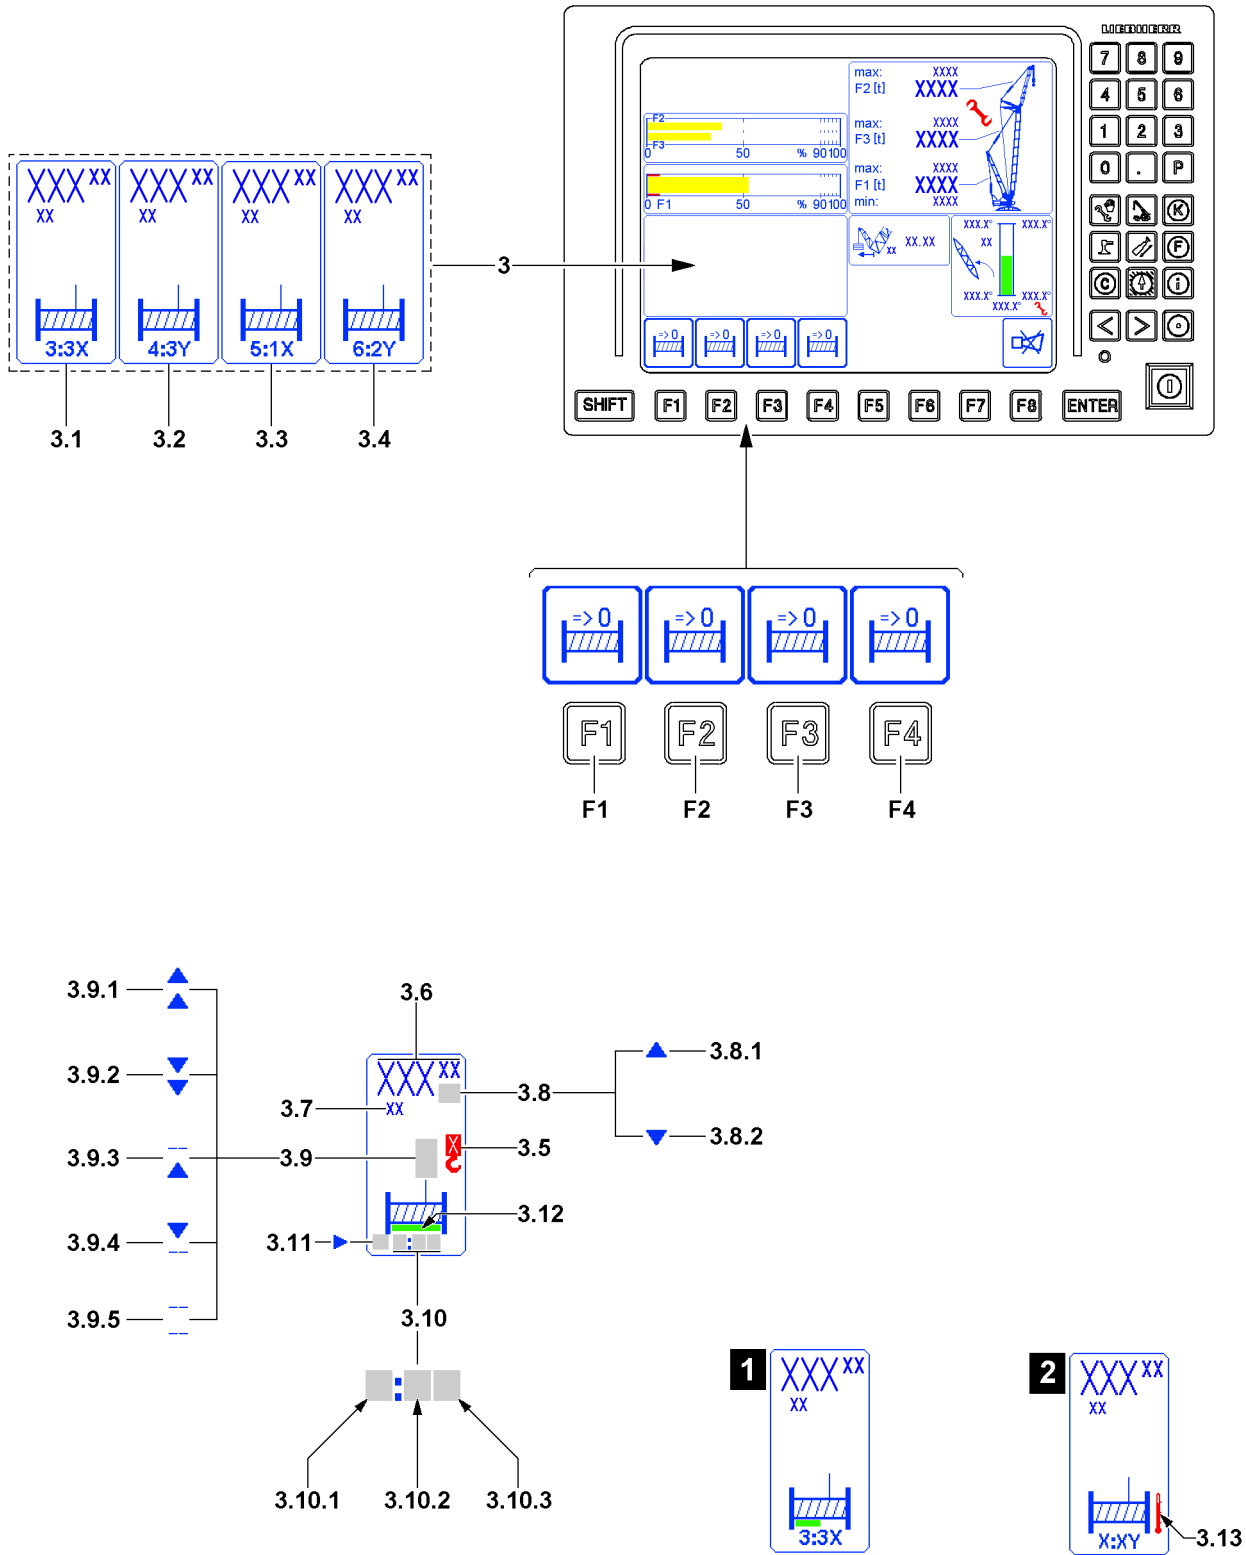 LIEBHERR
7 8 9
4 5 6
1 2 3
0 . P
K
F
C i
< >
max: XXXX
F2 [t] XXXX
max: XXXX
F3 [t] XXXX
max: XXXX
F1 [t] XXXX
min: XXXX
F2
F3
0 50 % 90 100
0 F1 50 % 90 100
XX XX.XX
XXX.X° XXX.X°
XX
XXX.X° XXX.X°
XXX.X°
=> 0 => 0 => 0 => 0
SHIFT F1 F2 F3 F4 F5 F6 F7 F8 ENTER
XXX XX XXX XX XXX XX XXX XX
XX XX XX XX
3:3X 4:3Y 5:1X 6:2Y
3
3.1 3.2 3.3 3.4
=> 0 => 0 => 0 => 0
F1 F2 F3 F4
F1 F2 F3 F4
3.9.1
3.9.2
3.9.3
3.9.4
3.9.5
3.6
XXX XX
XX
3.7
3.8
3.8.1
3.8.2
3.9
X
3.5
3.12
3.11
:
3.10
:
3.10.1 3.10.2 3.10.3
1
XXX XX
XX
3:3X
2
XXX XX
XX
X:XY
3.13